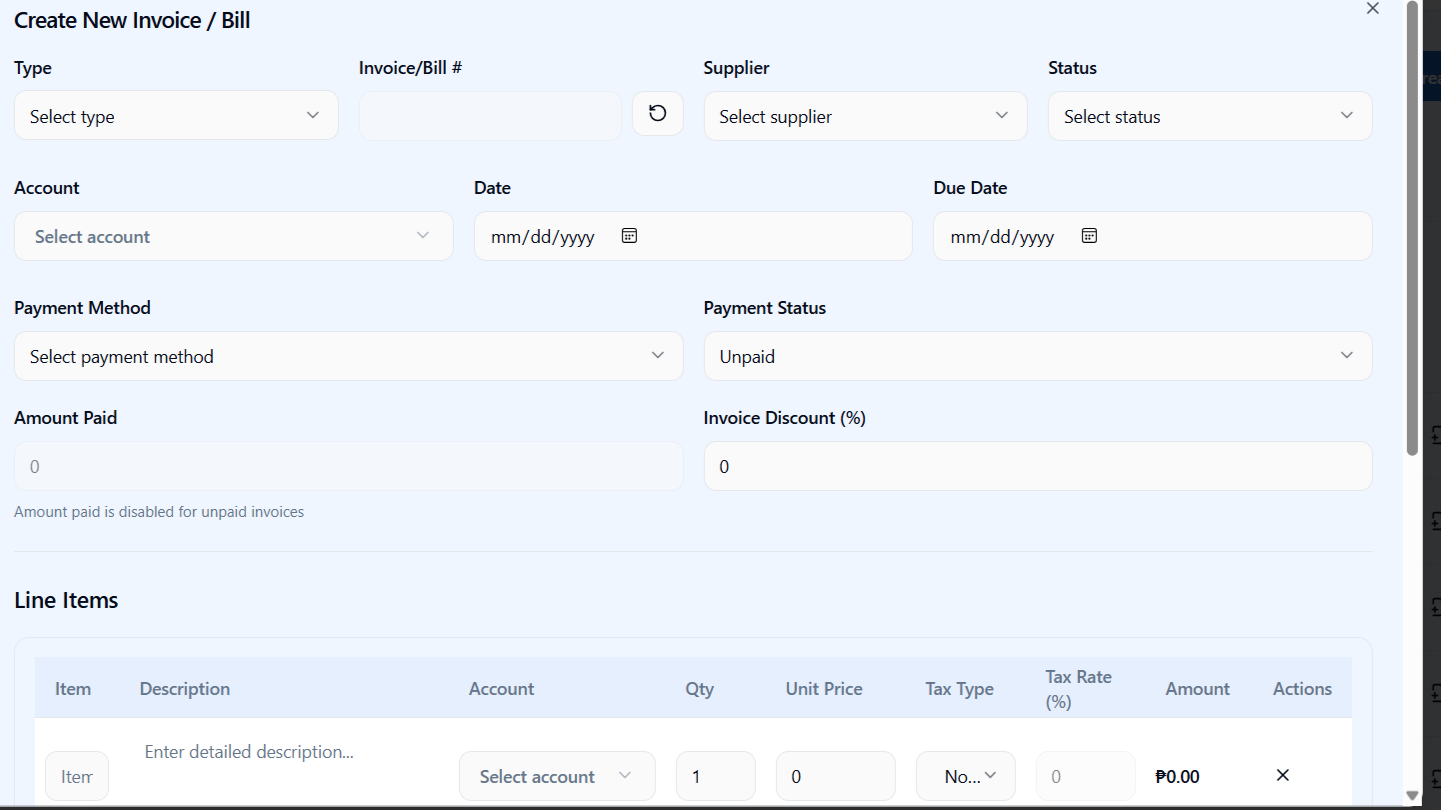 Create New Invoice / Bill
Type
Invoice/Bill #
Supplier
Status
Select type
Select supplier
Select status
Account
Date
Due Date
Select account
mm/dd/yyyy
mm/dd/yyyy
Payment Method
Payment Status
Select payment method
Unpaid
Amount Paid
Invoice Discount (%)
0
0
Amount paid is disabled for unpaid invoices
Line Items
Item
Description
Account
Qty
Unit Price
Tax Type
Tax Rate
(%)
Amount
Actions
Enter detailed description...
Item
Select account
1
0
No...
0
₱0.00